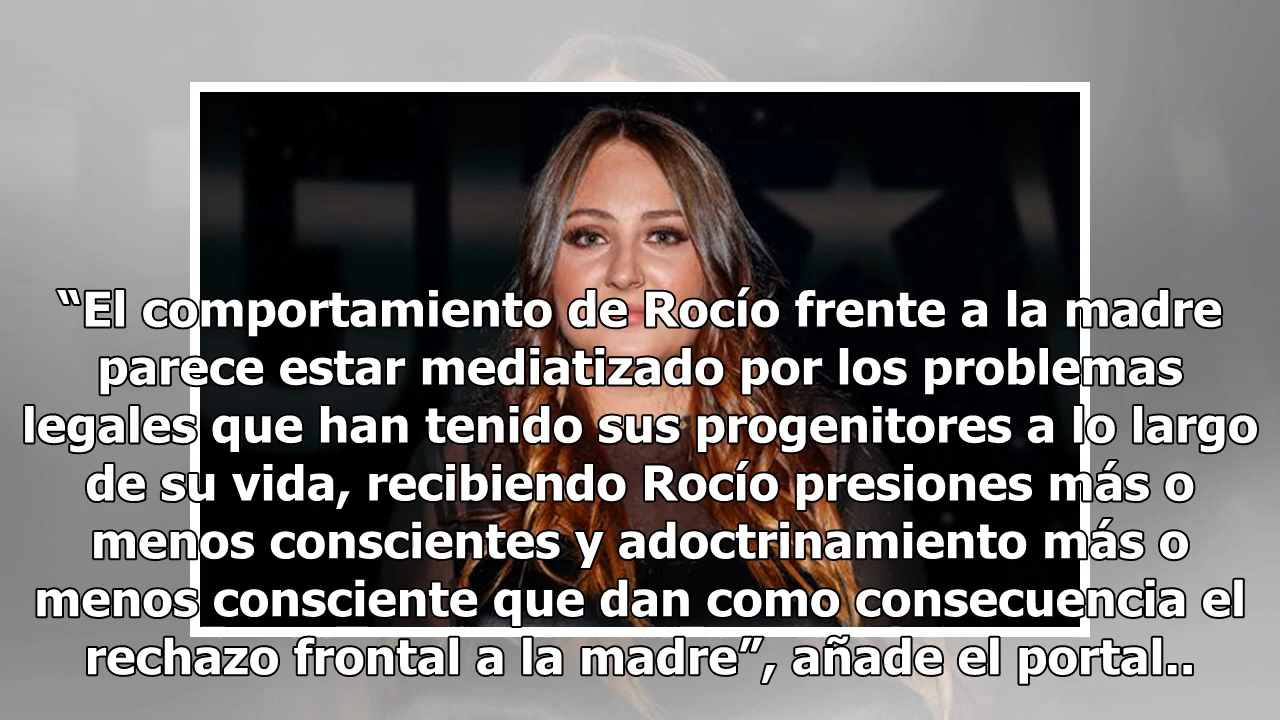 “El comportamiento de Rocío frente a la madre
parece estar mediatizado por los problemas
legales que han tenido sus progenitores a lo largo
de su vida, recibiendo Rocío presiones más o
menos conscientes y adoctrinamiento más o
menos consciente que dan como consecuencia el
rechazo frontal a la madre”, añade el portal..